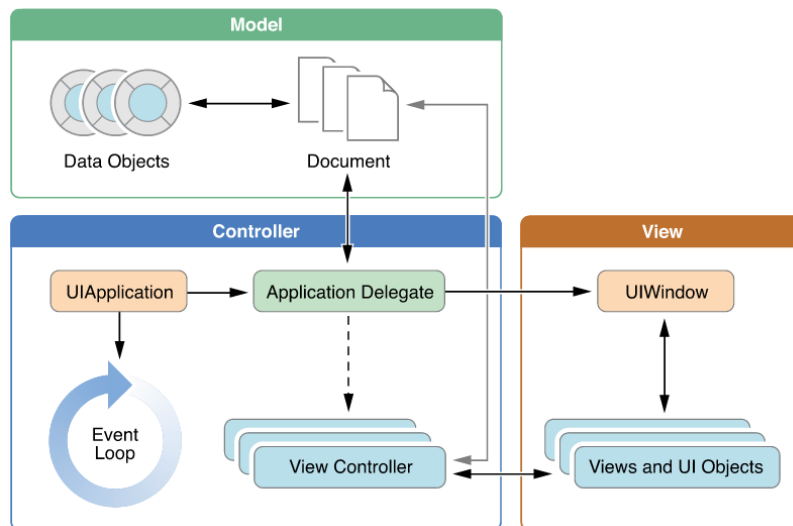 Model
Data Objects
Document
Controller
View
UIApplication
Application Delegate
UIWindow
Event
Loop
View Controller
Views and UI Objects